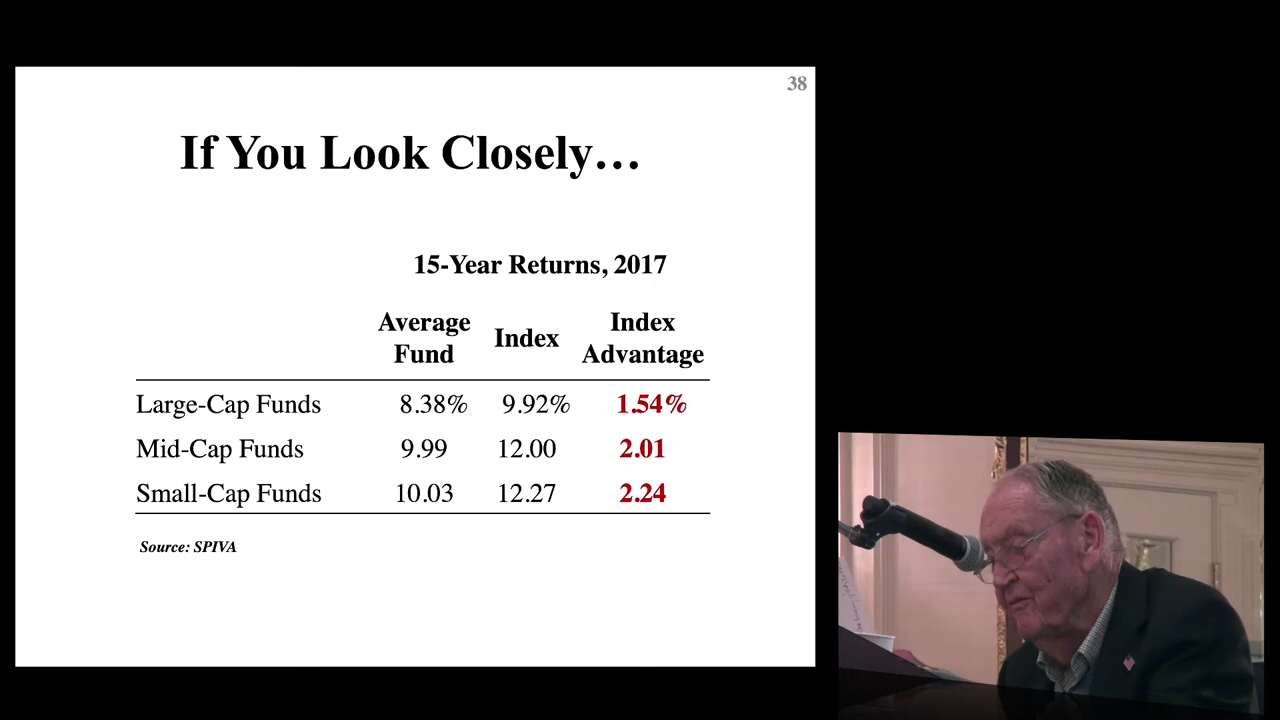 38
If You Look Closely…
15-Year Returns, 2017
Average Fund Index Index Advantage
Large-Cap Funds 8.38% 9.92% 1.54%
Mid-Cap Funds 9.99 12.00 2.01
Small-Cap Funds 10.03 12.27 2.24
Source: SPIVA